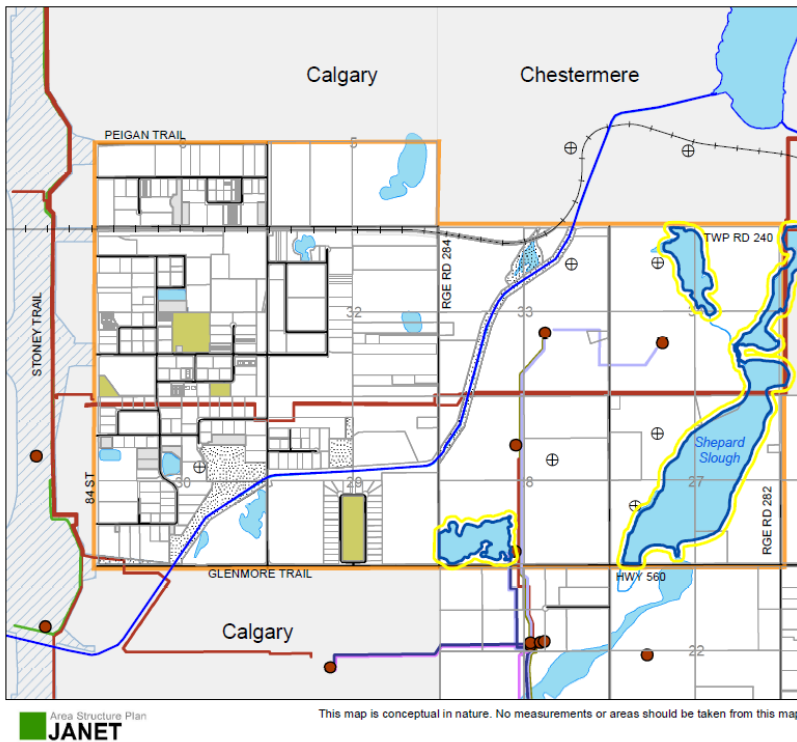 Calgary
Chestermere
PEIGAN TRAIL
5
TWP RD 240
RGE RD 284
STONEY TRAIL
32
33
Shepard
Slough
84 ST
30
29
28
27
RGE RD 282
GLENMORE TRAIL
HWY 560
Calgary
22
Area Structure Plan
JANET
This map is conceptual in nature. No measurements or areas should be taken from this map